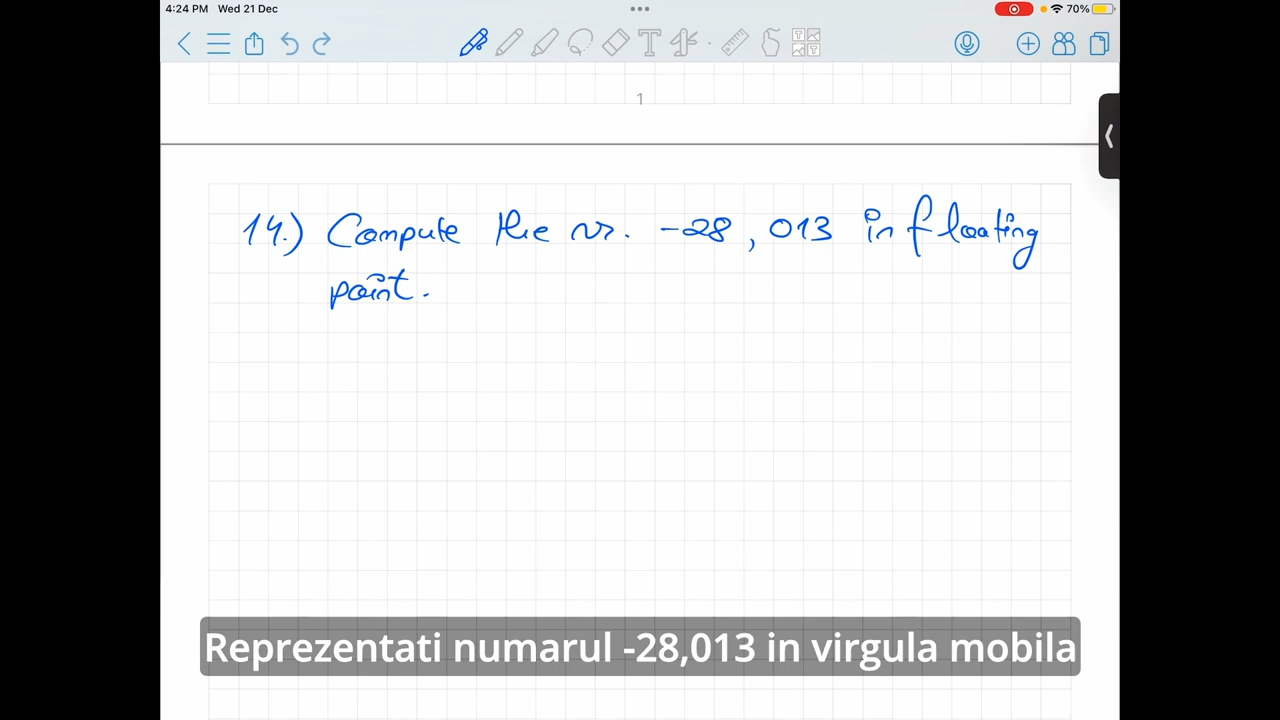 4:24 PM Wed 21 Dec
70%
1
14.) Compute the nr. -28,013 in floating
point.
Reprezentati numarul -28,013 in virgula mobila